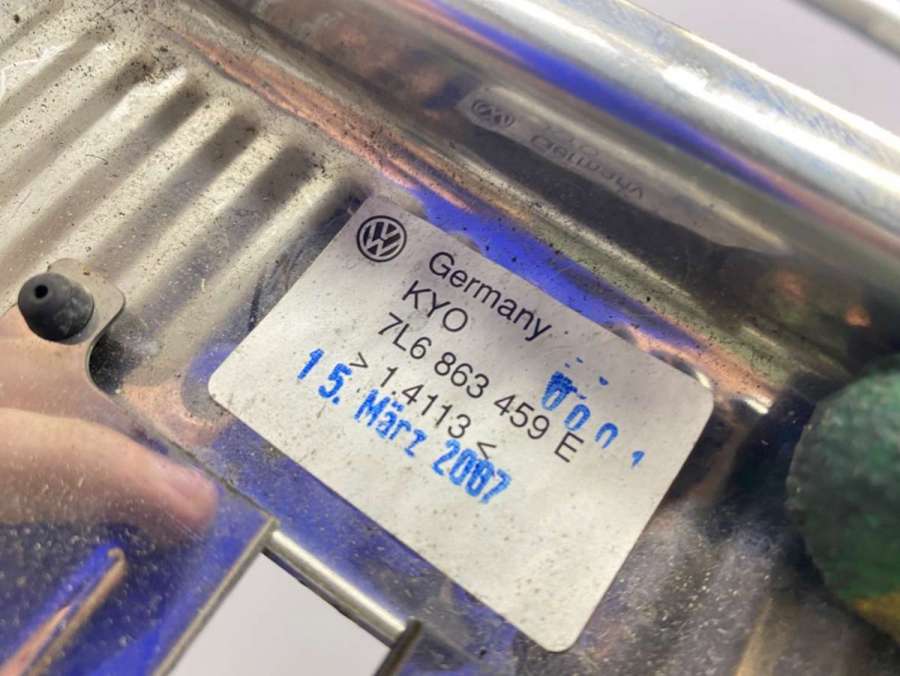 Germany
KYO
7L6 863 459 E
> 1.4113 <
15. März 2007